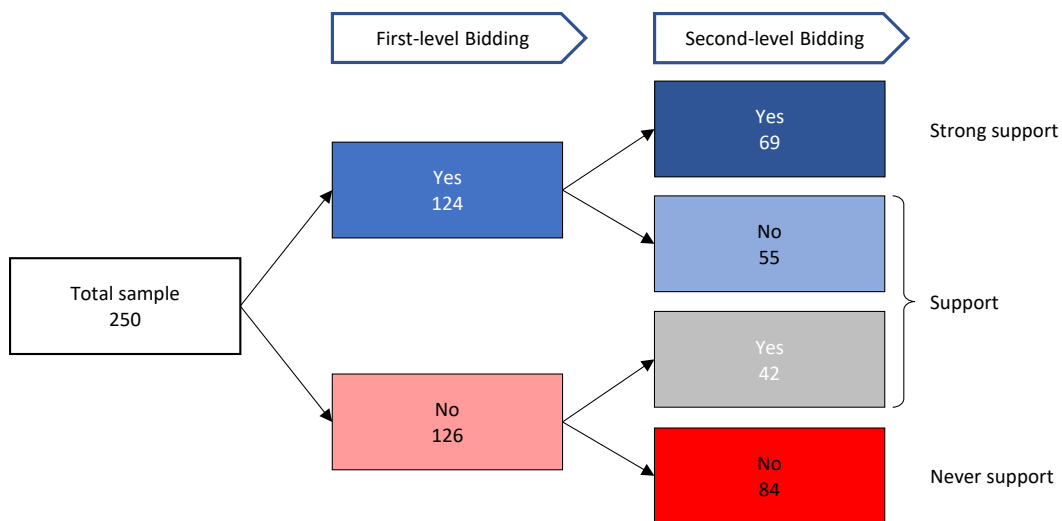 First-level Bidding
Second-level Bidding
Yes
69
Strong support
Yes
124
No
55
Total sample
250
Support
Yes
42
No
126
No
84
Never support